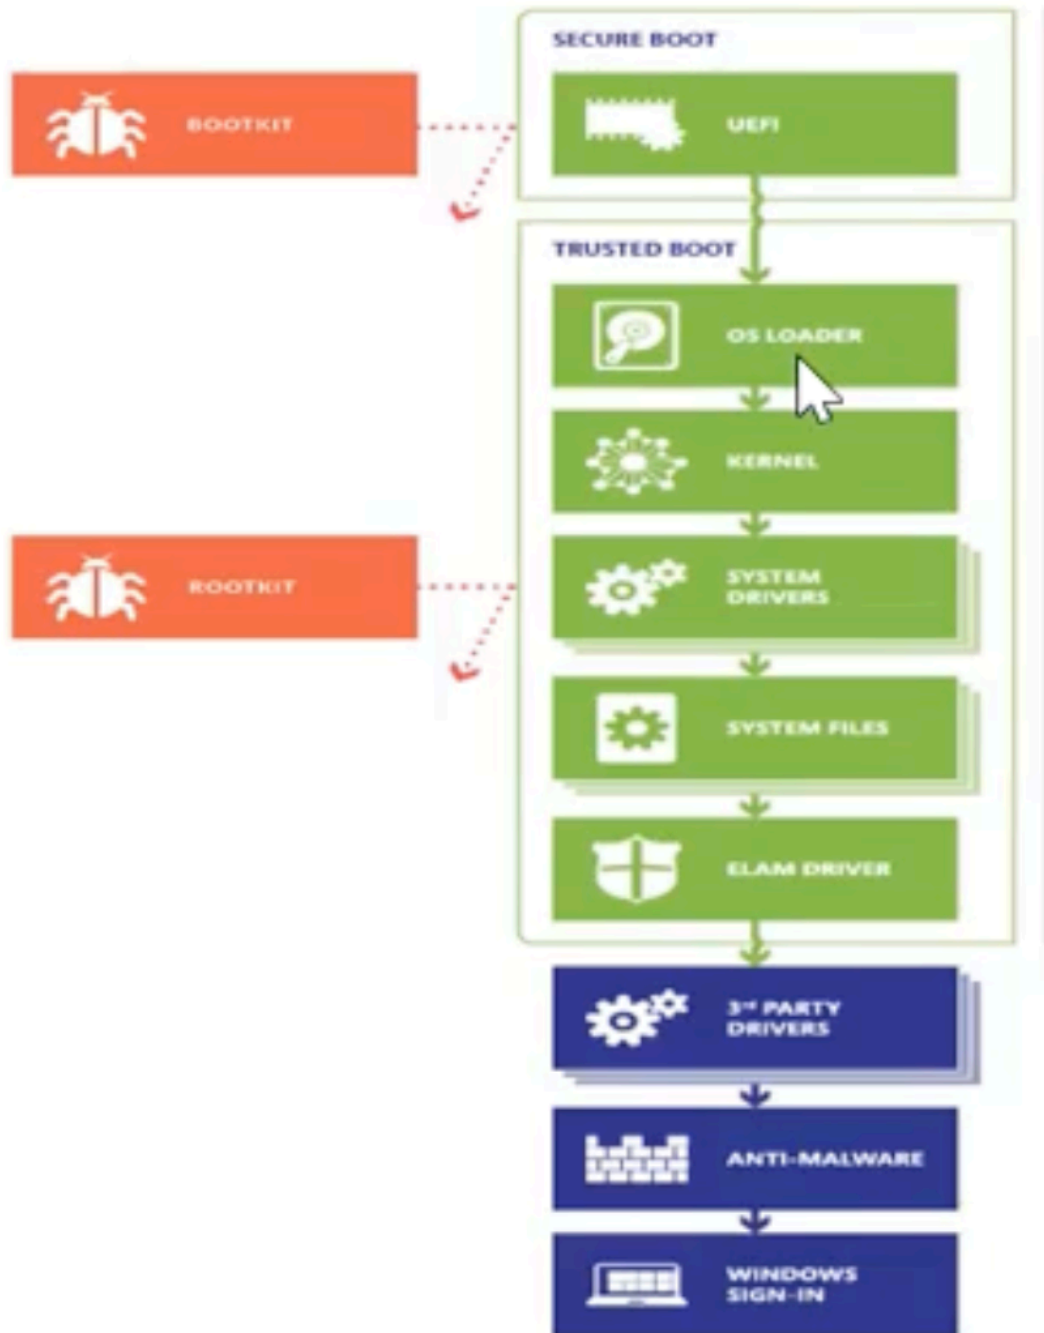 SECURE BOOT
BOOTKIT
UEFI
TRUSTED BOOT
OS LOADER
KERNEL
ROOTKIT
SYSTEM
DRIVERS
SYSTEM FILES
ELAM DRIVER
3rd PARTY
DRIVERS
ANTI-MALWARE
WINDOWS
SIGN-IN